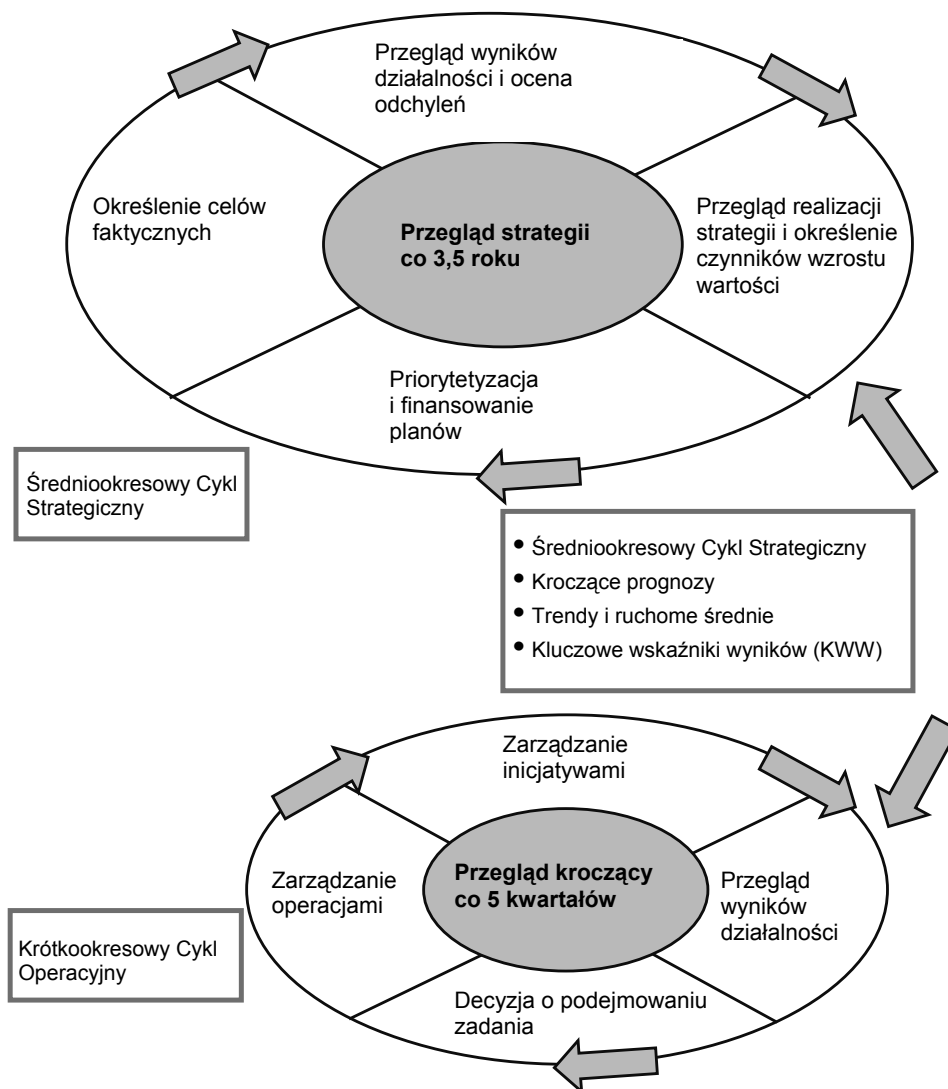 Przegląd wyników
działalności i ocena
odchyleń
Określenie celów
faktycznych
Przegląd strategii
co 3,5 roku
Przegląd realizacji
strategii i określenie
czynników wzrostu
wartości
Priorytetyzacja
i finansowanie
planów
Średniookresowy Cykl
Strategiczny
• Średniookresowy Cykl Strategiczny
• Kroczące prognozy
• Trendy i ruchome średnie
• Kluczowe wskaźniki wyników (KWW)
Zarządzanie
inicjatywami
Zarządzanie
operacjami
Przegląd kroczący
co 5 kwartałów
Przegląd
wyników
działalności
Krótkookresowy Cykl
Operacyjny
Decyzja o podejmowaniu
zadania